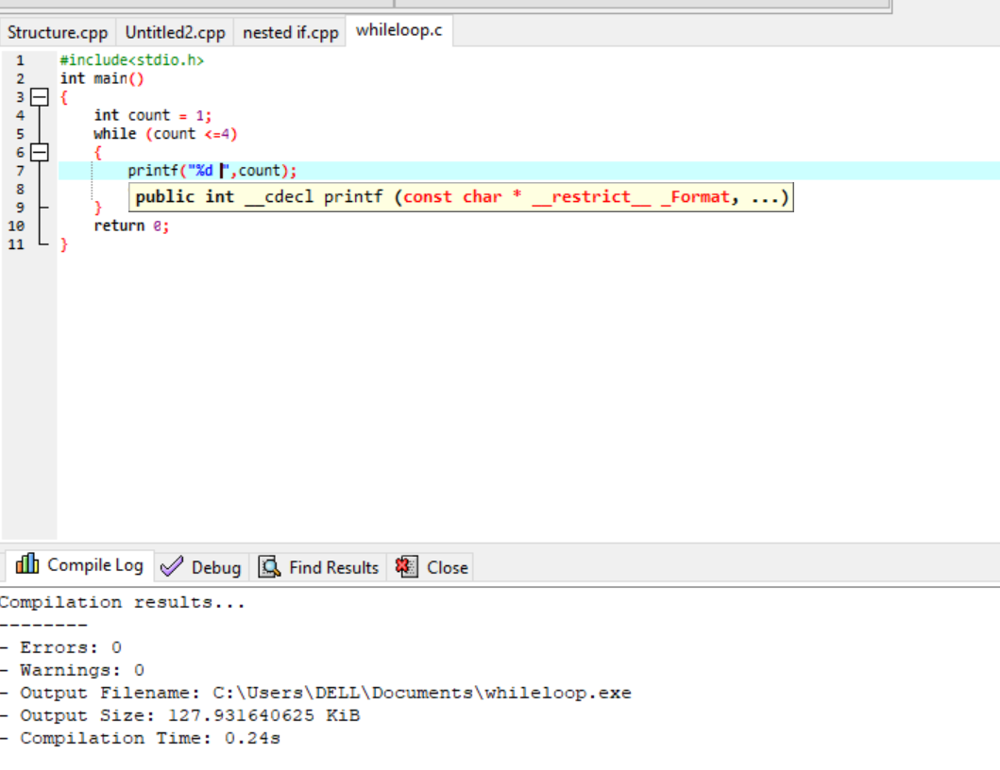 Structure.cpp Untitled2.cpp nested if.cpp whileloop.c
1 #include<stdio.h>
2 int main()
3 {
4 int count = 1;
5 while (count <=4)
6 {
7 printf("%d ",count);
8 public int __cdecl printf (const char * __restrict__ _Format, ...)
9 }
10 return 0;
11 }
Compile Log Debug Find Results Close
Compilation results...
--------
- Errors: 0
- Warnings: 0
- Output Filename: C:\Users\DELL\Documents\whileloop.exe
- Output Size: 127.931640625 KiB
- Compilation Time: 0.24s